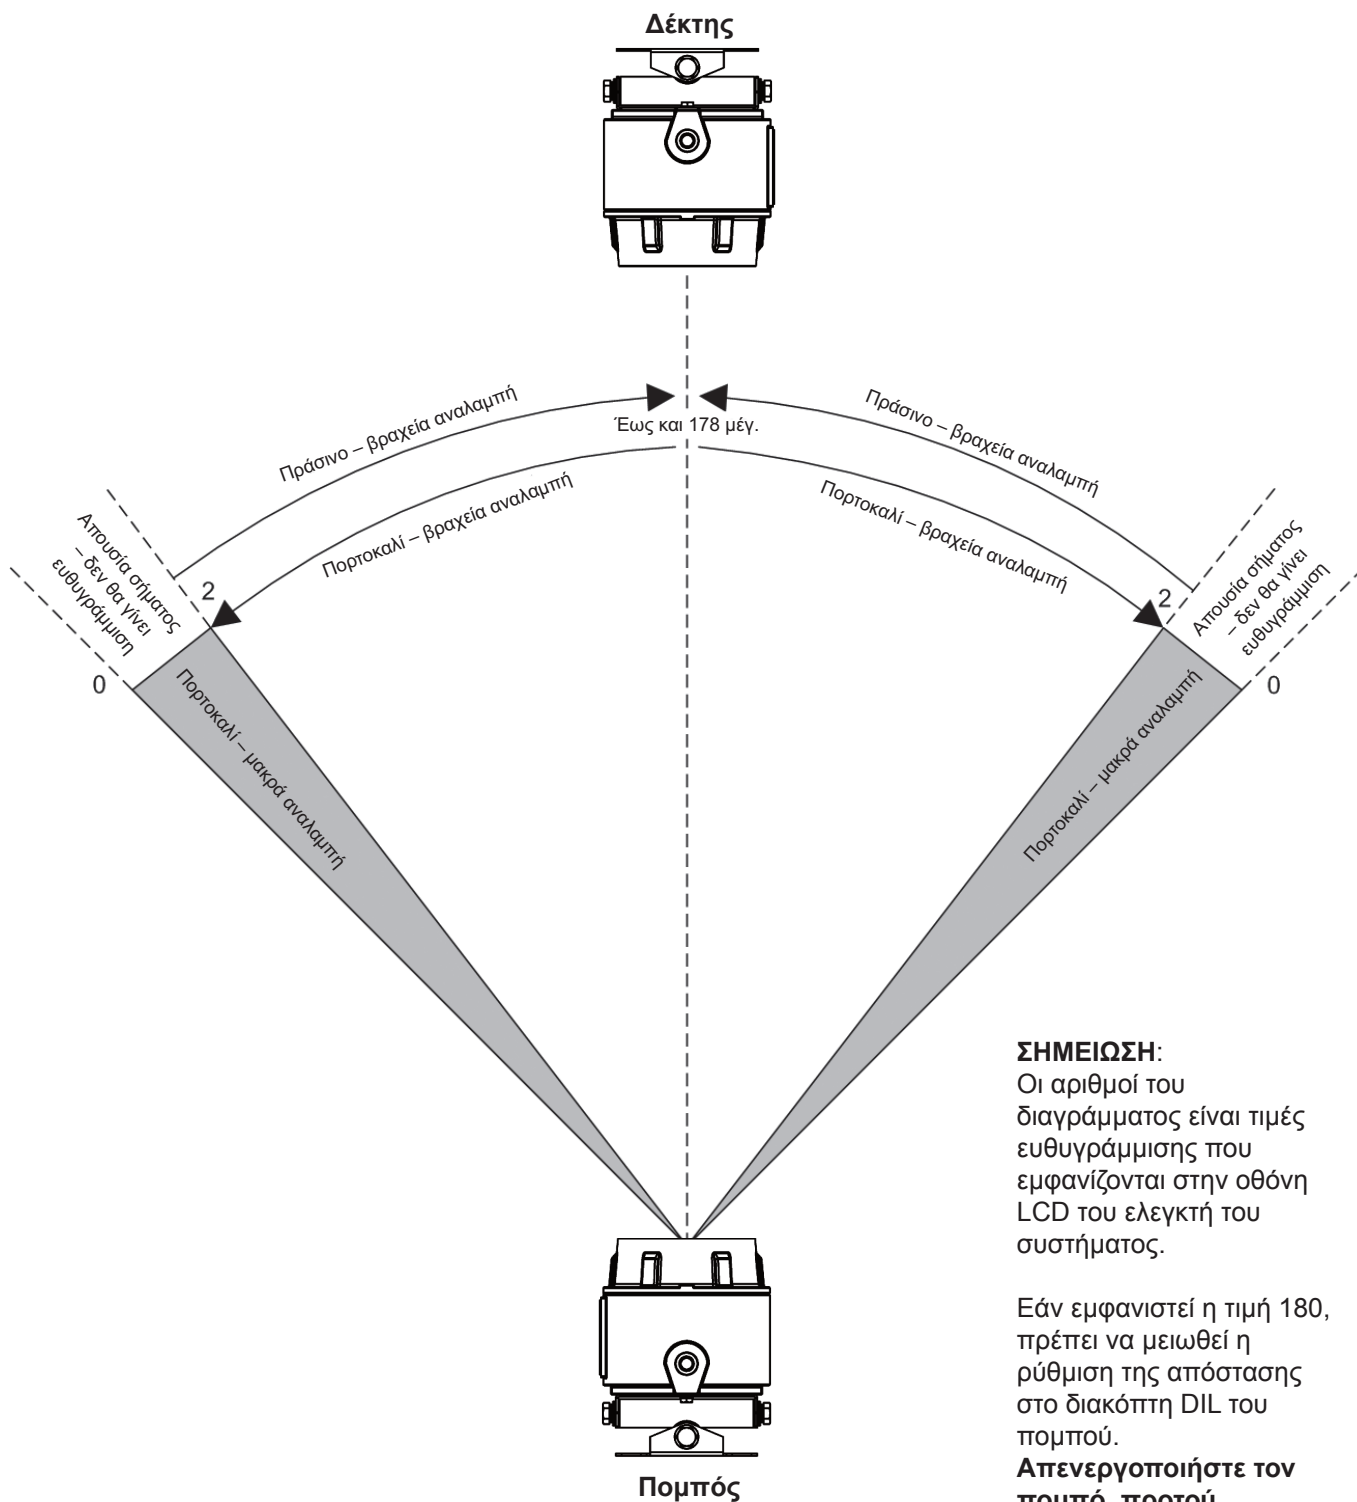 Δέκτης
Πράσινο – βραχεία αναλαμπή
Πράσινο – βραχεία αναλαμπή
Έως και 178 μέγ.
Πορτοκαλί – βραχεία αναλαμπή
Πορτοκαλί – βραχεία αναλαμπή
Απουσία σήματος
– δεν θα γίνει
ευθυγράμμιση
2
0
2
Απουσία σήματος
– δεν θα γίνει
ευθυγράμμιση
0
Πορτοκαλί – μακρά αναλαμπή
Πορτοκαλί – μακρά αναλαμπή
ΣΗΜΕΙΩΣΗ:
Οι αριθμοί του
διαγράμματος είναι τιμές
ευθυγράμμισης που
εμφανίζονται στην οθόνη
LCD του ελεγκτή του
συστήματος.
Εάν εμφανιστεί η τιμή 180,
πρέπει να μειωθεί η
ρύθμιση της απόστασης
στο διακόπτη DIL του
πομπού.
Απενεργοποιήστε τον
πομπό, προτού
Πομπός